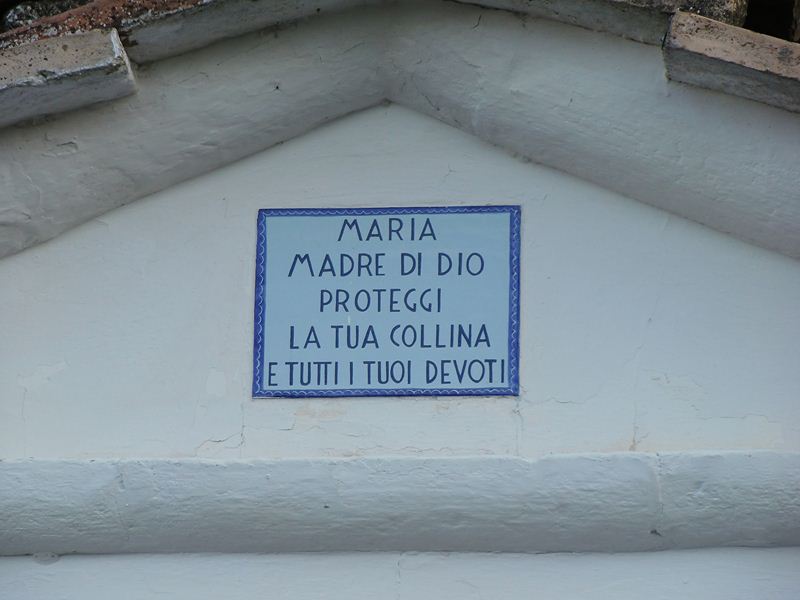 MARIA
MADRE DI DIO
PROTEGGI
LA TUA COLLINA
E TUTTI I TUOI DEVOTI